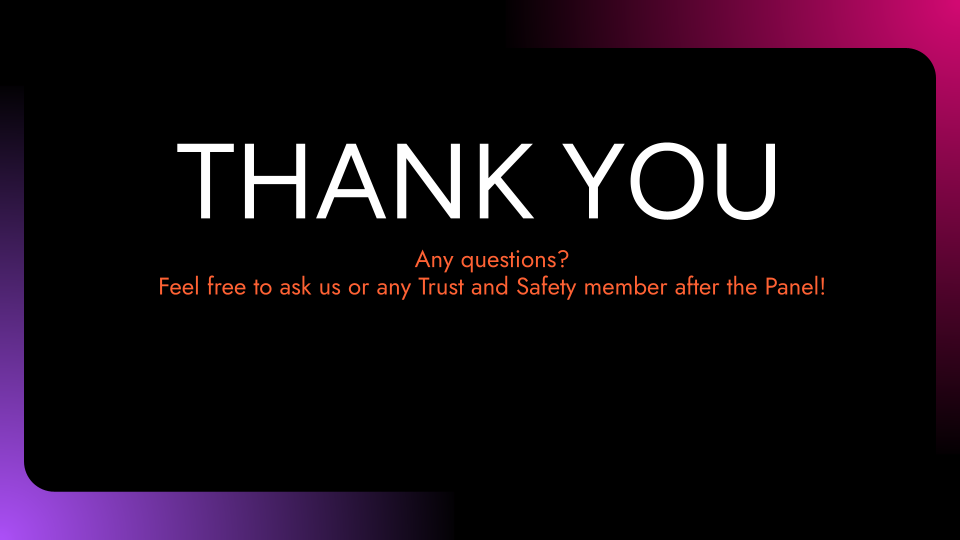 THANK YOU
Any questions?
Feel free to ask us or any Trust and Safety member after the Panel!